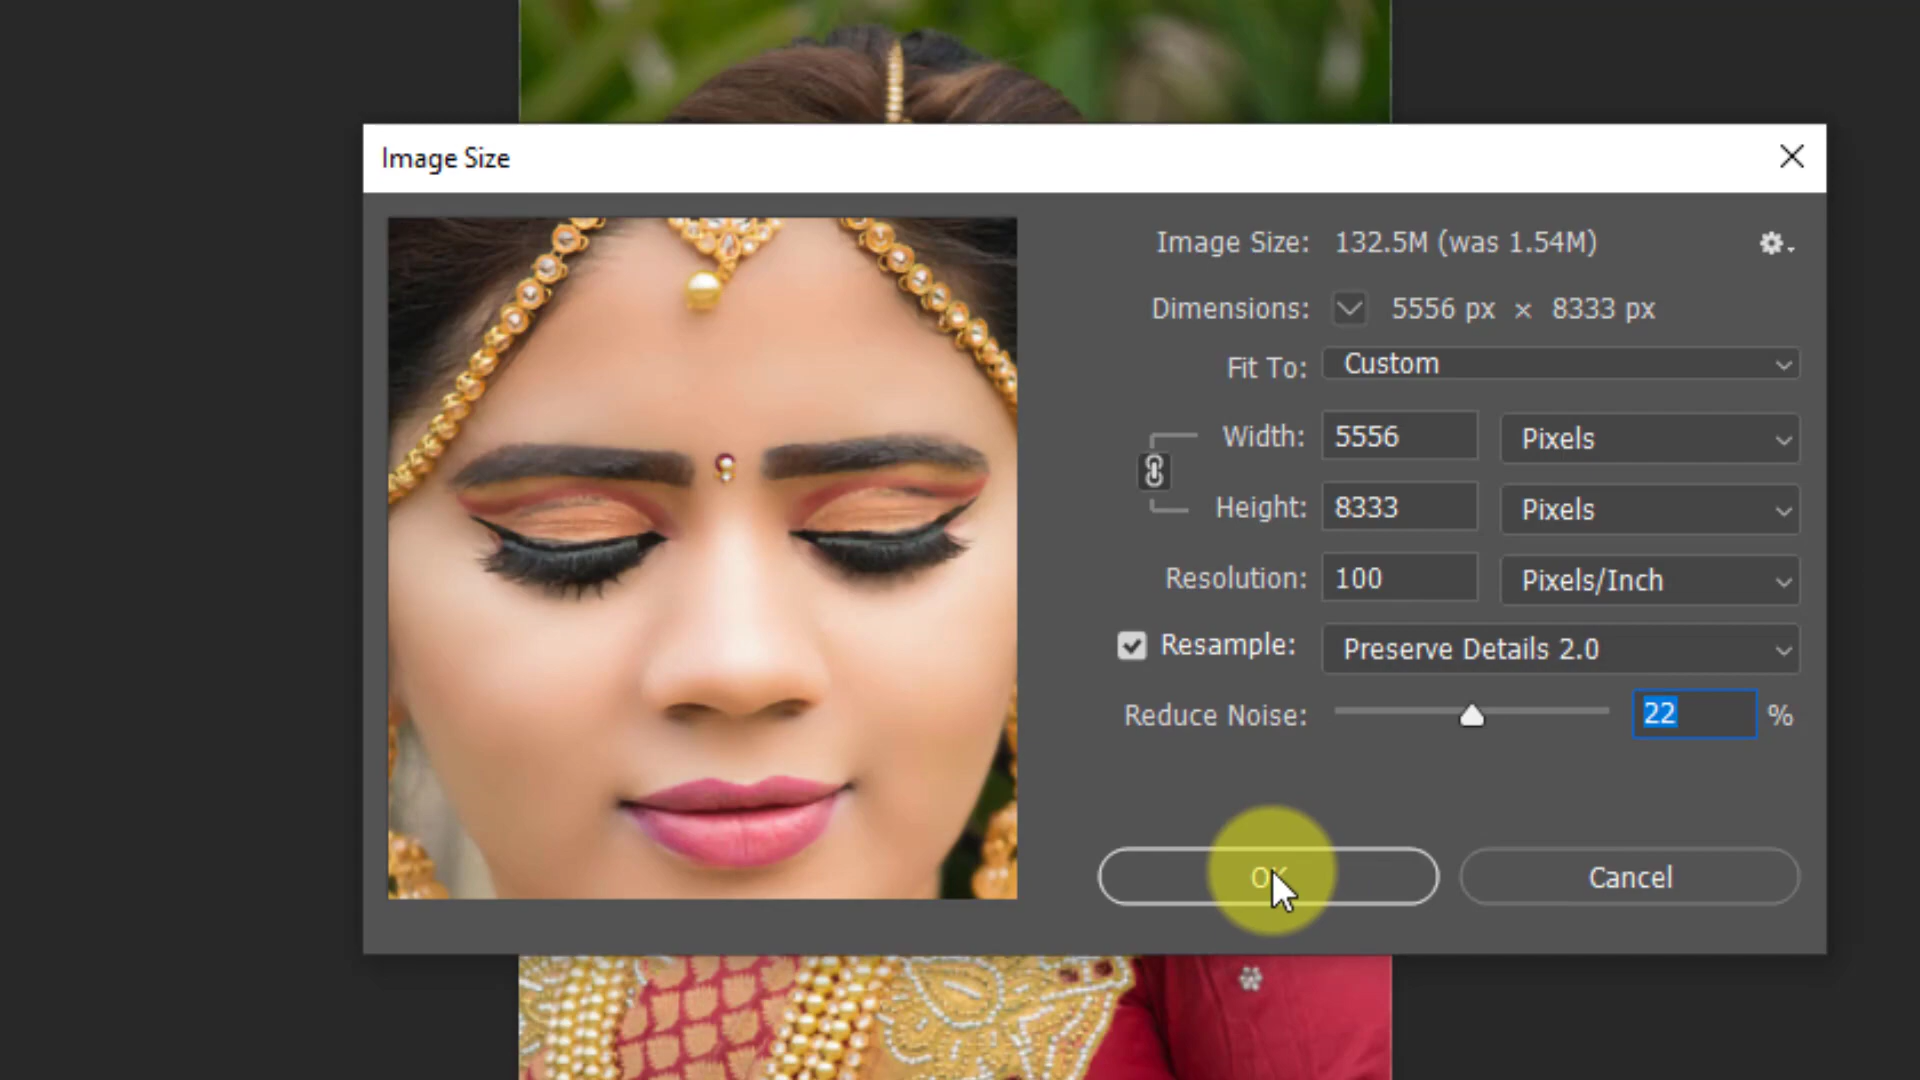 Image Size
Image Size: 132.5M (was 1.54M)
Dimensions: 5556 px × 8333 px
Fit To: Custom
Width: 5556 Pixels
Height: 8333 Pixels
Resolution: 100 Pixels/Inch
Resample: Preserve Details 2.0
Reduce Noise: 22 %
OK Cancel